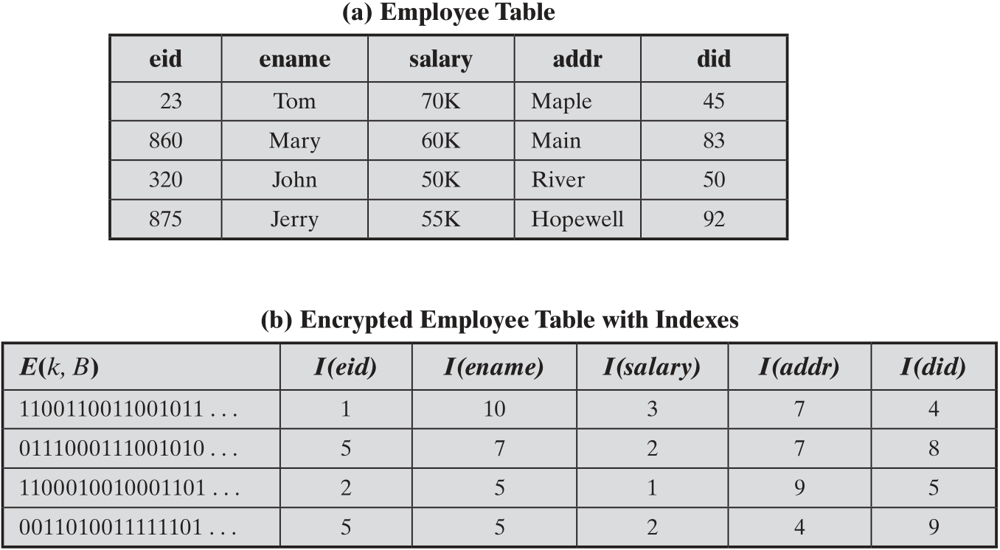 (a) Employee Table
eid ename salary addr did
23 Tom 70K Maple 45
860 Mary 60K Main 83
320 John 50K River 50
875 Jerry 55K Hopewell 92
(b) Encrypted Employee Table with Indexes
E(k, B) I(eid) I(ename) I(salary) I(addr) I(did)
1100110011001011 . . . 1 10 3 7 4
0111000111001010 . . . 5 7 2 7 8
1100010010001101 . . . 2 5 1 9 5
0011010011111101 . . . 5 5 2 4 9